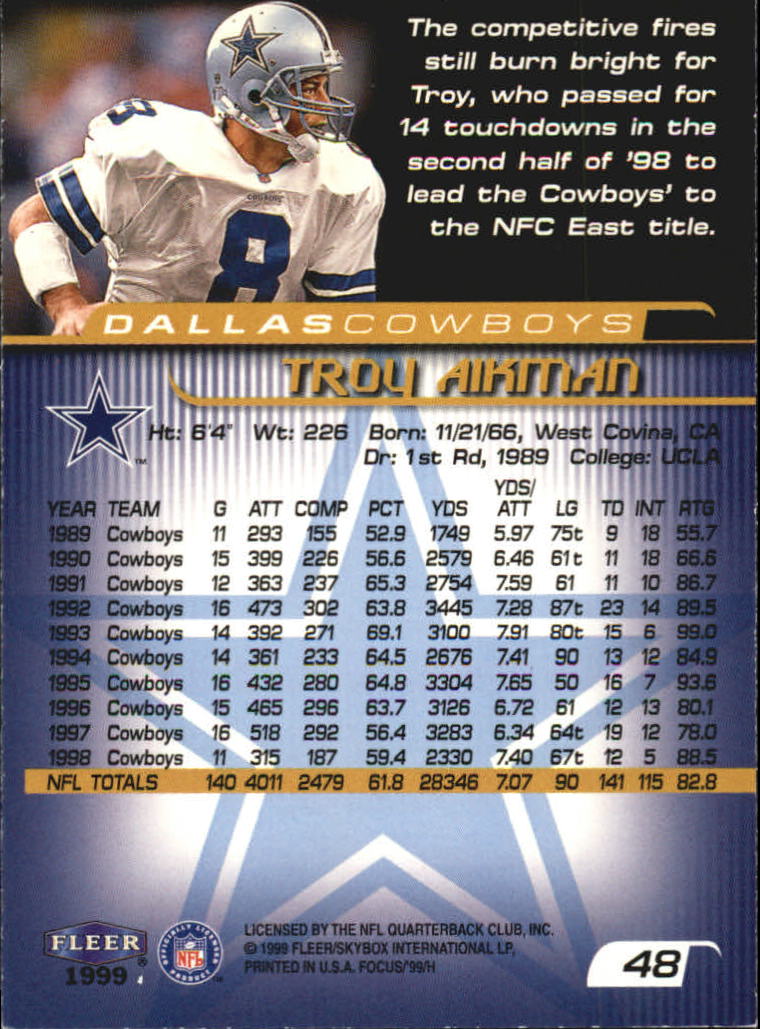 The competitive fires
still burn bright for
Troy, who passed for
14 touchdowns in the
second half of '98 to
lead the Cowboys' to
the NFC East title.
8
COWBOYS
8
DALLASCOWBOYS
TROY AIKMAN
Ht: 6'4" Wt: 226 Born: 11/21/66, West Covina, CA
Dr: 1st Rd, 1989 College: UCLA
TM
YDS/
YEAR TEAM G ATT COMP PCT YDS ATT LG TD INT RTG
1989 Cowboys 11 293 155 52.9 1749 5.97 75t 9 18 55.7
1990 Cowboys 15 399 226 56.6 2579 6.46 61t 11 18 66.6
1991 Cowboys 12 363 237 65.3 2754 7.59 61 11 10 86.7
1992 Cowboys 16 473 302 63.8 3445 7.28 87t 23 14 89.5
1993 Cowboys 14 392 271 69.1 3100 7.91 80t 15 6 99.0
1994 Cowboys 14 361 233 64.5 2676 7.41 90 13 12 84.9
1995 Cowboys 16 432 280 64.8 3304 7.65 50 16 7 93.6
1996 Cowboys 15 465 296 63.7 3126 6.72 61 12 13 80.1
1997 Cowboys 16 518 292 56.4 3283 6.34 64t 19 12 78.0
1998 Cowboys 11 315 187 59.4 2330 7.40 67t 12 5 88.5
NFL TOTALS 140 4011 2479 61.8 28346 7.07 90 141 115 82.8
FLEER®
1999
OFFICIALLY LICENSED
NFL
PRODUCT
LICENSED BY THE NFL QUARTERBACK CLUB, INC.
© 1999 FLEER/SKYBOX INTERNATIONAL LP,
PRINTED IN U.S.A. FOCUS/'99/H
48